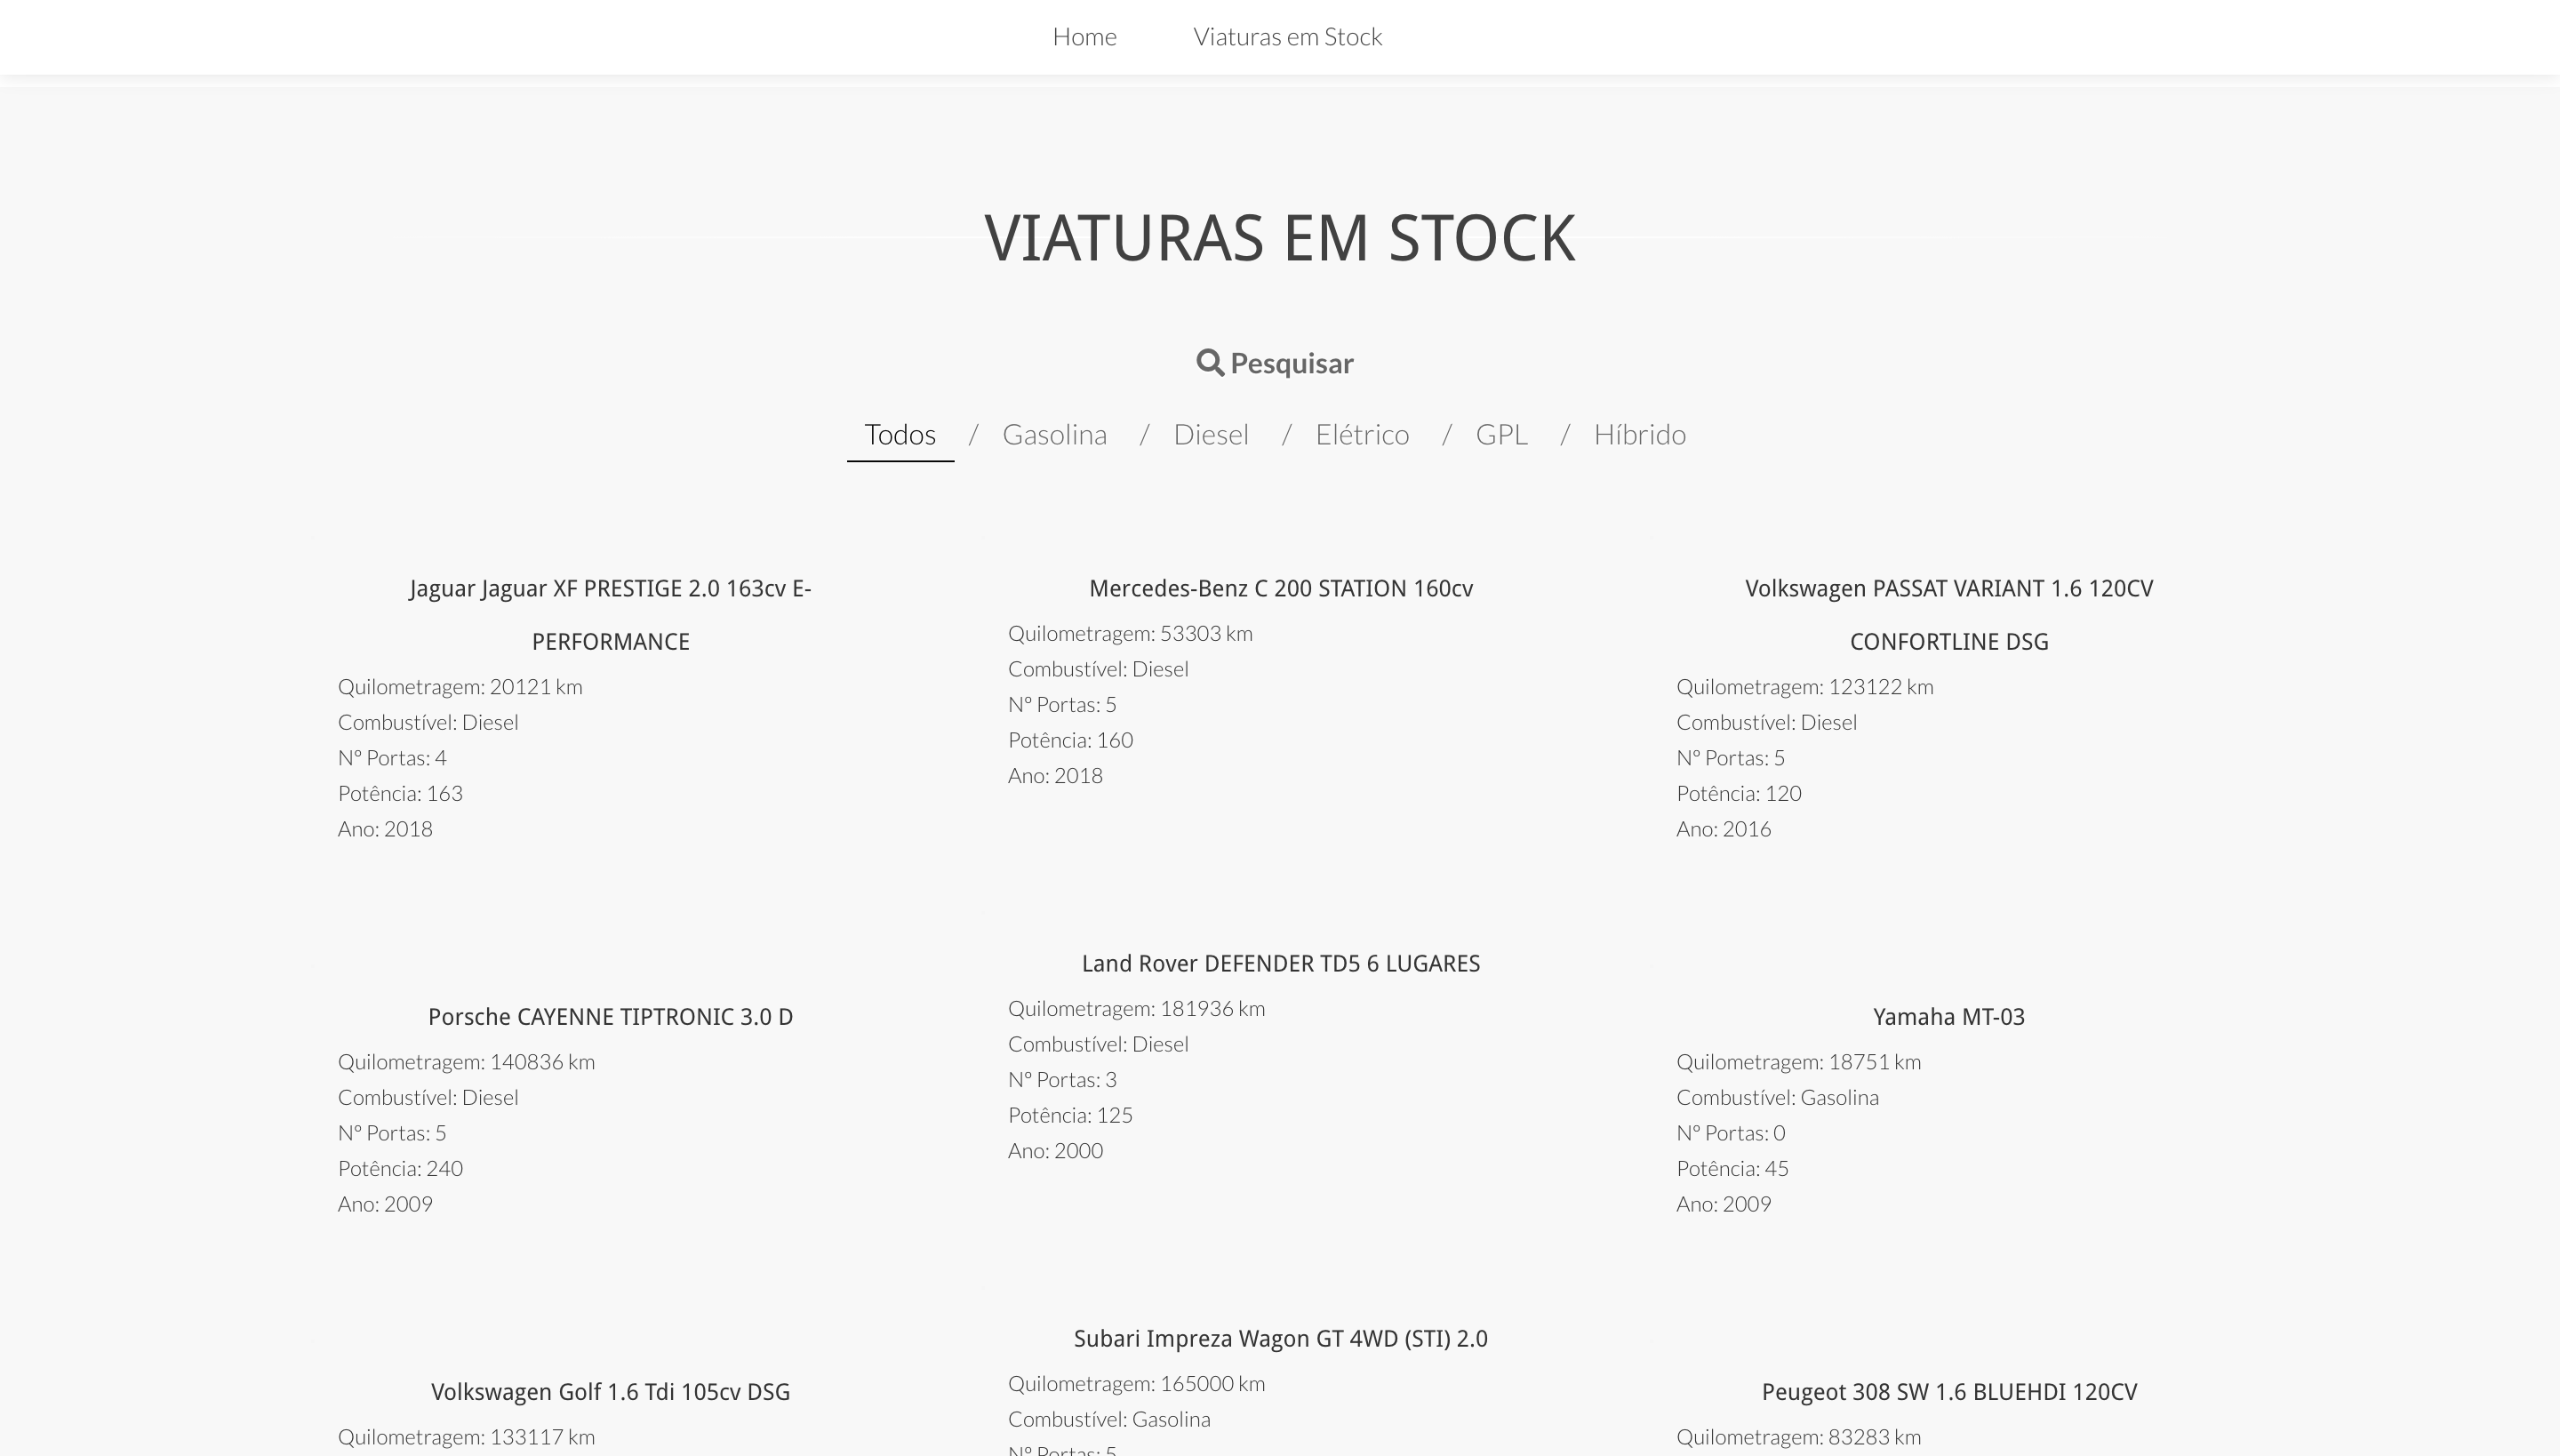 Home
Viaturas em Stock
VIATURAS EM STOCK
Pesquisar
Todos / Gasolina / Diesel / Elétrico / GPL / Híbrido
Jaguar Jaguar XF PRESTIGE 2.0 163cv E-
PERFORMANCE
Quilometragem: 20121 km
Combustível: Diesel
Nº Portas: 4
Potência: 163
Ano: 2018
Mercedes-Benz C 200 STATION 160cv
Quilometragem: 53303 km
Combustível: Diesel
Nº Portas: 5
Potência: 160
Ano: 2018
Volkswagen PASSAT VARIANT 1.6 120CV
CONFORTLINE DSG
Quilometragem: 123122 km
Combustível: Diesel
Nº Portas: 5
Potência: 120
Ano: 2016
Porsche CAYENNE TIPTRONIC 3.0 D
Quilometragem: 140836 km
Combustível: Diesel
Nº Portas: 5
Potência: 240
Ano: 2009
Land Rover DEFENDER TD5 6 LUGARES
Quilometragem: 181936 km
Combustível: Diesel
Nº Portas: 3
Potência: 125
Ano: 2000
Yamaha MT-03
Quilometragem: 18751 km
Combustível: Gasolina
Nº Portas: 0
Potência: 45
Ano: 2009
Volkswagen Golf 1.6 Tdi 105cv DSG
Quilometragem: 133117 km
Subari Impreza Wagon GT 4WD (STI) 2.0
Quilometragem: 165000 km
Combustível: Gasolina
Nº Portas: 5
Peugeot 308 SW 1.6 BLUEHDI 120CV
Quilometragem: 83283 km